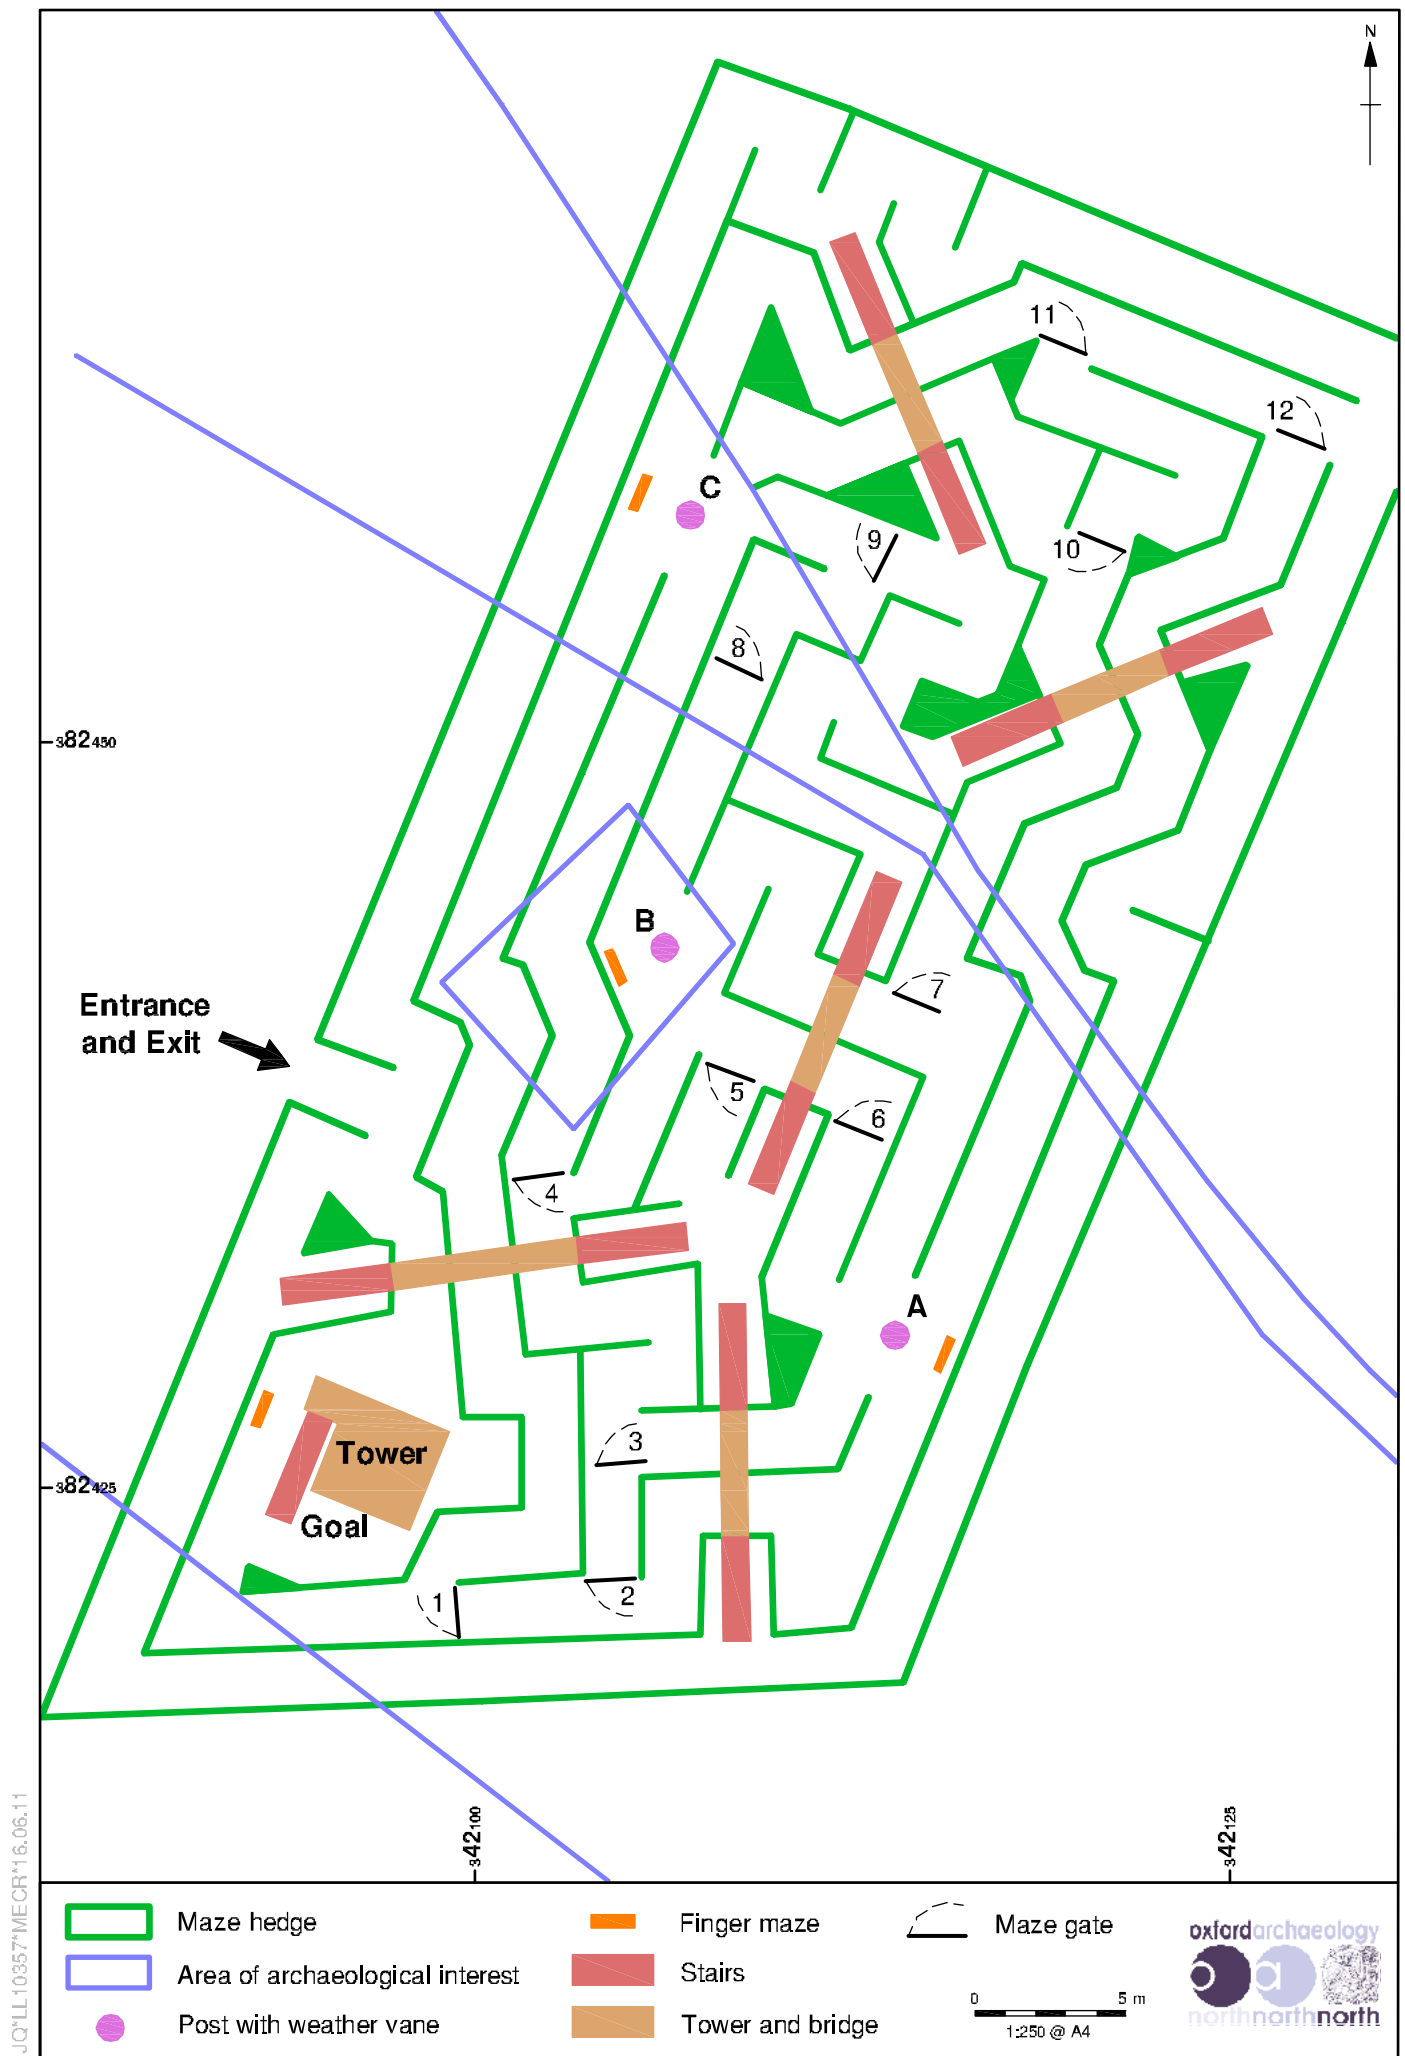 N
11
12
C
9
10
8
382450
B
Entrance
and Exit
7
5
6
4
A
3
Tower
382425
Goal
1
2
342100
342125
JQ*LL10357*MECR*16.06.11
Maze hedge
Finger maze
Maze gate
Area of archaeological interest
Stairs
Post with weather vane
Tower and bridge
0 5 m
1:250 @ A4
oxfordarchaeology
northnorthnorth